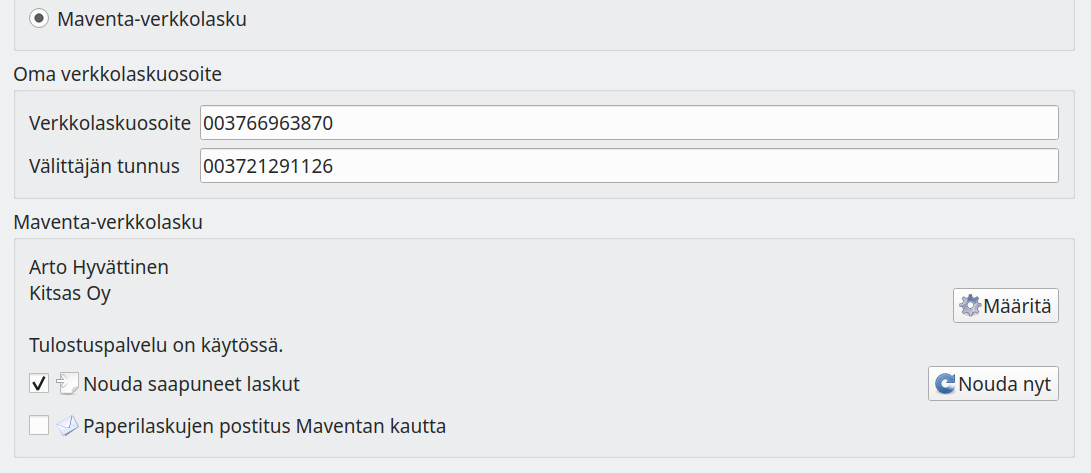 Maventa-verkkolasku
Oma verkkolaskuosoite
Verkkolaskuosoite 003766963870
Välittäjän tunnus 003721291126
Maventa-verkkolasku
Arto Hyvättinen
Kitsas Oy
Määritä
Tulostuspalvelu on käytössä.
Nouda saapuneet laskut Nouda nyt
Paperilaskujen postitus Maventan kautta